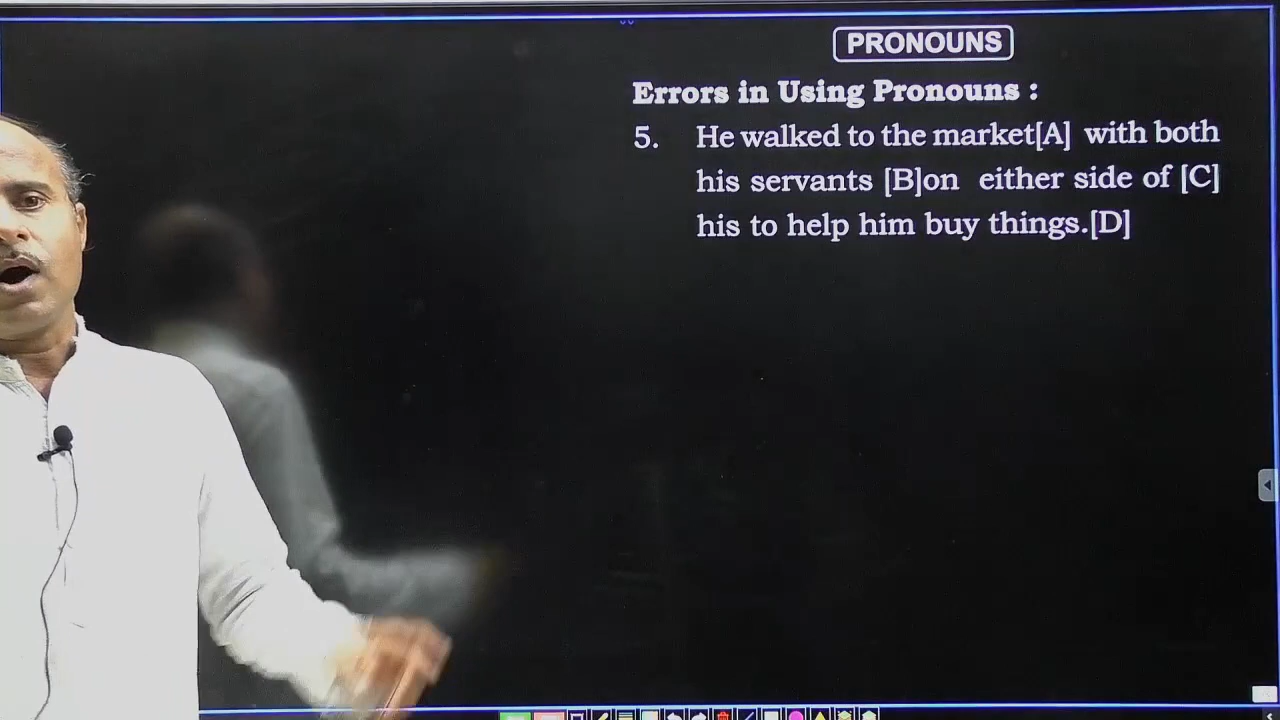 PRONOUNS
Errors in Using Pronouns :
5. He walked to the market[A] with both
his servants [B]on either side of [C]
his to help him buy things.[D]